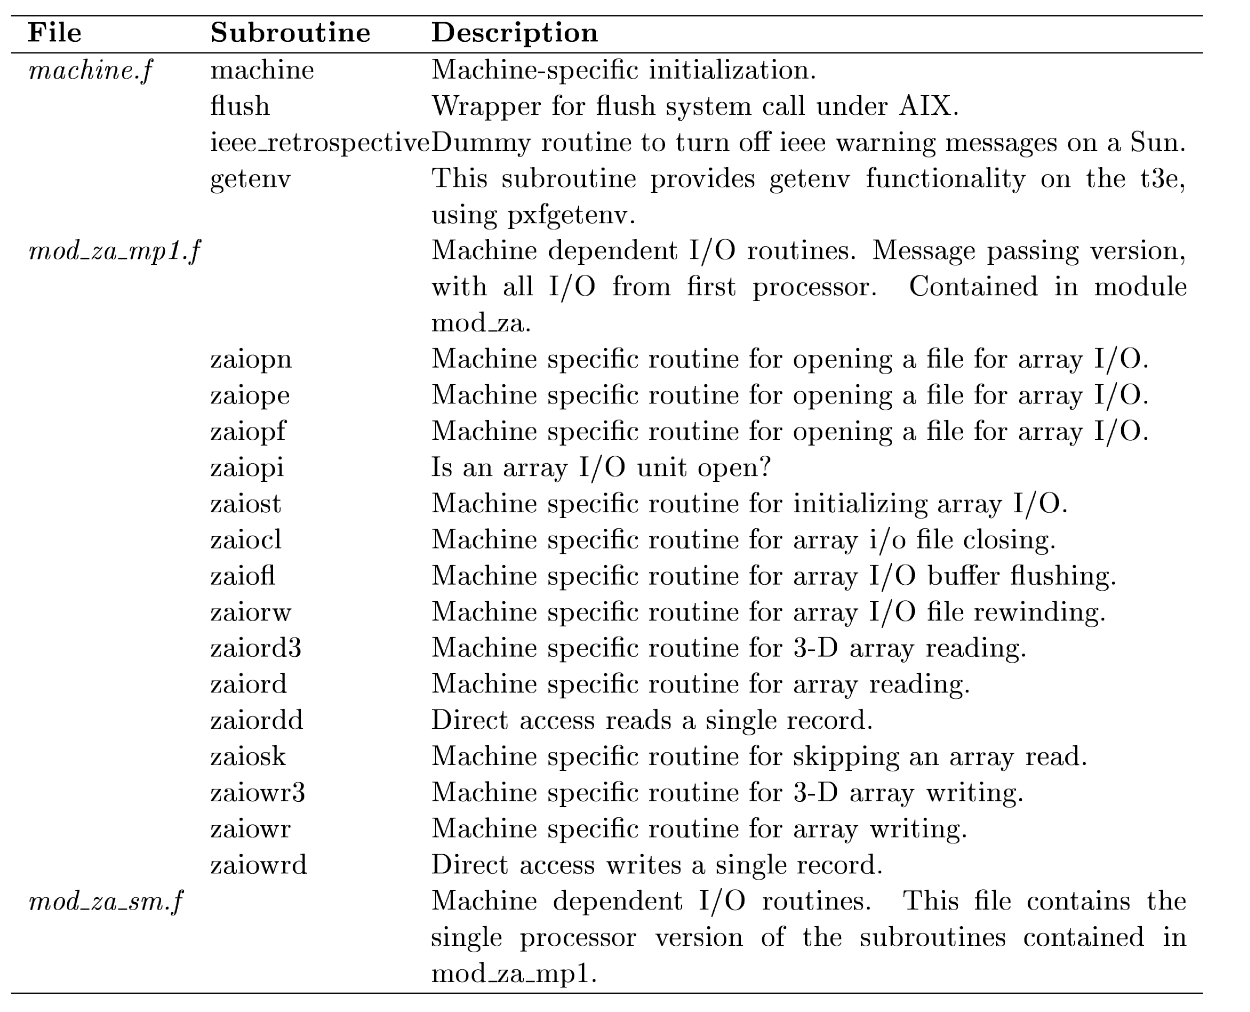 File Subroutine Description
machine.f machine Machine-specific initialization.
flush Wrapper for flush system call under AIX.
ieee_retrospectiveDummy routine to turn off ieee warning messages on a Sun.
getenv This subroutine provides getenv functionality on the t3e,
using pxfgetenv.
mod_za_mp1.f Machine dependent I/O routines. Message passing version,
with all I/O from first processor. Contained in module
mod_za.
zaiopn Machine specific routine for opening a file for array I/O.
zaiope Machine specific routine for opening a file for array I/O.
zaiopf Machine specific routine for opening a file for array I/O.
zaiopi Is an array I/O unit open?
zaiost Machine specific routine for initializing array I/O.
zaiocl Machine specific routine for array i/o file closing.
zaiofl Machine specific routine for array I/O buffer flushing.
zaiorw Machine specific routine for array I/O file rewinding.
zaiord3 Machine specific routine for 3-D array reading.
zaiord Machine specific routine for array reading.
zaiordd Direct access reads a single record.
zaiosk Machine specific routine for skipping an array read.
zaiowr3 Machine specific routine for 3-D array writing.
zaiowr Machine specific routine for array writing.
zaiowrd Direct access writes a single record.
mod_za_sm.f Machine dependent I/O routines. This file contains the
single processor version of the subroutines contained in
mod_za_mp1.